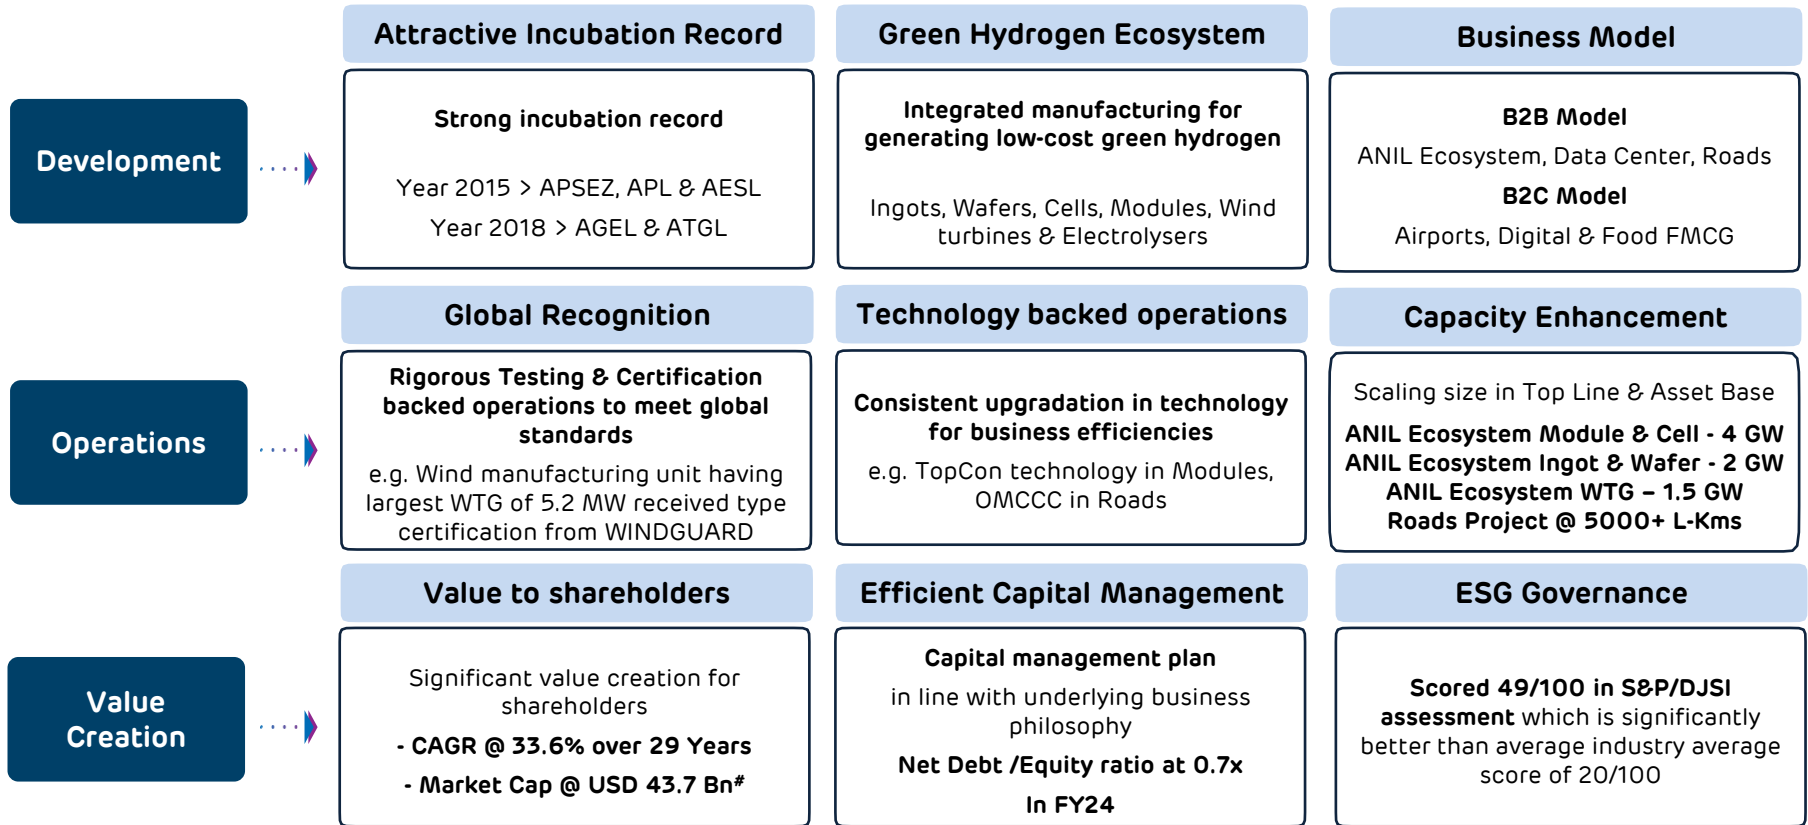 Attractive Incubation Record
Green Hydrogen Ecosystem
Business Model
Development
Strong incubation record
Year 2015 > APSEZ, APL & AESL
Year 2018 > AGEL & ATGL
Integrated manufacturing for
generating low-cost green hydrogen
Ingots, Wafers, Cells, Modules, Wind
turbines & Electrolysers
B2B Model
ANIL Ecosystem, Data Center, Roads
B2C Model
Airports, Digital & Food FMCG
Global Recognition
Technology backed operations
Capacity Enhancement
Operations
Rigorous Testing & Certification
backed operations to meet global
standards
e.g. Wind manufacturing unit having
largest WTG of 5.2 MW received type
certification from WINDGUARD
Consistent upgradation in technology
for business efficiencies
e.g. TopCon technology in Modules,
OMCCC in Roads
Scaling size in Top Line & Asset Base
ANIL Ecosystem Module & Cell - 4 GW
ANIL Ecosystem Ingot & Wafer - 2 GW
ANIL Ecosystem WTG – 1.5 GW
Roads Project @ 5000+ L-Kms
Value to shareholders
Efficient Capital Management
ESG Governance
Value
Creation
Significant value creation for
shareholders
- CAGR @ 33.6% over 29 Years
- Market Cap @ USD 43.7 Bn#
Capital management plan
in line with underlying business
philosophy
Net Debt /Equity ratio at 0.7x
In FY24
Scored 49/100 in S&P/DJSI
assessment which is significantly
better than average industry average
score of 20/100